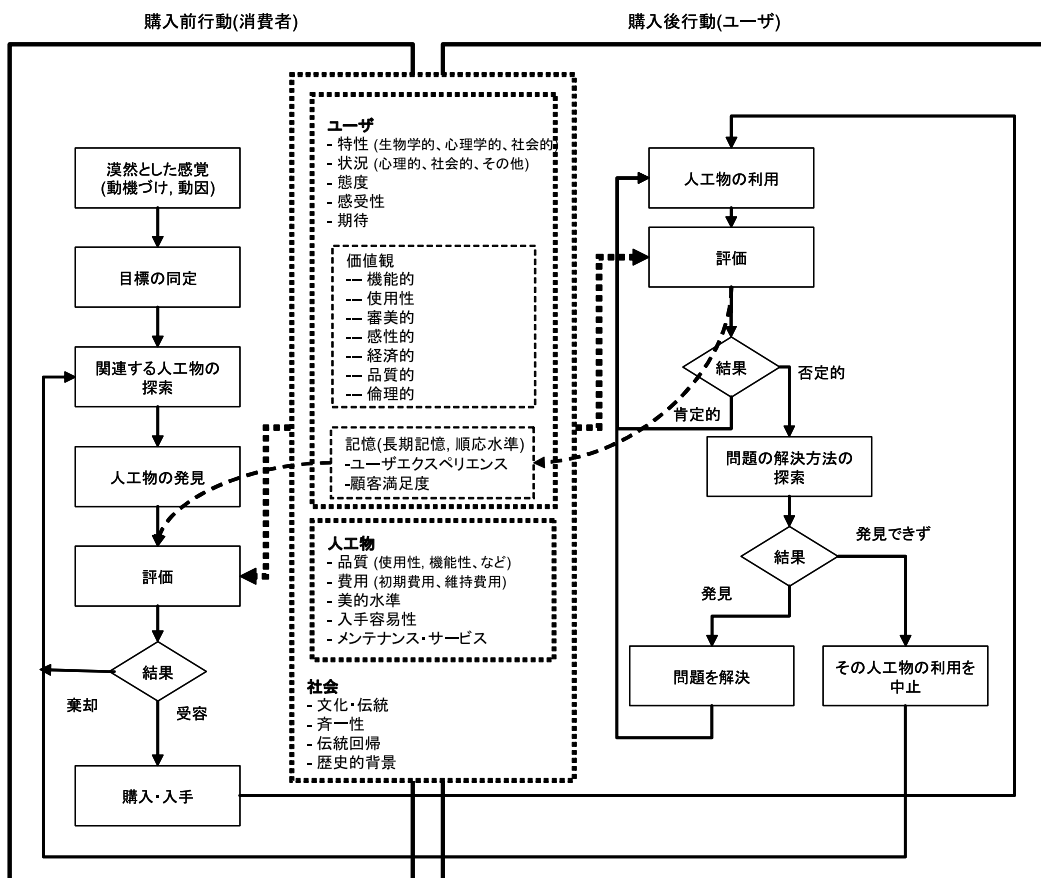 購入前行動(消費者)
購入後行動(ユーザ)
漠然とした感覚
(動機づけ, 動因)
目標の同定
関連する人工物の
探索
人工物の発見
評価
結果
棄却
受容
購入・入手
ユーザ
- 特性 (生物学的、心理学的、社会的)
- 状況 (心理的、社会的、その他)
- 態度
- 感受性
- 期待
価値観
-– 機能的
-– 使用性
-– 審美的
-– 感性的
-– 経済的
-– 品質的
-– 倫理的
記憶(長期記憶, 順応水準)
-ユーザエクスペリエンス
-顧客満足度
人工物
- 品質 (使用性, 機能性、など)
- 費用 (初期費用、維持費用)
- 美的水準
- 入手容易性
- メンテナンス・サービス
社会
- 文化・伝統
- 斉一性
- 伝統回帰
- 歴史的背景
人工物の利用
評価
結果
否定的
肯定的
問題の解決方法の
探索
結果
発見できず
発見
問題を解決
その人工物の利用を
中止